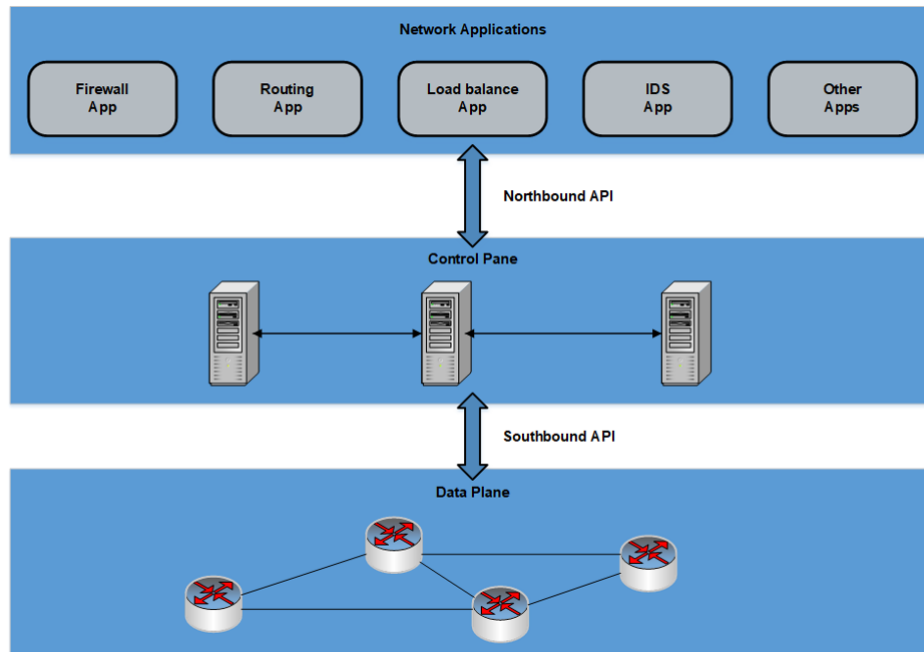 Network Applications
Firewall
App
Routing
App
Load balance
App
IDS
App
Other
Apps
Northbound API
Control Pane
Southbound API
Data Plane